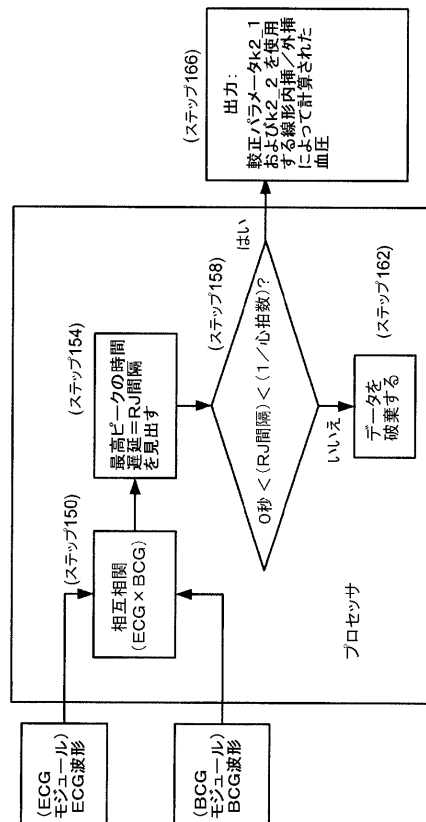 (ECG
モジュール)
ECG波形
(BCG
モジュール)
BCG波形
(ステップ150)
相互相関
(ECG×BCG)
(ステップ154)
最高ピークの時間
遅延＝RJ間隔
を見出す
(ステップ158)
0秒＜(RJ間隔)＜(1／心拍数)?
いいえ
はい
(ステップ162)
データを
破棄する
プロセッサ
(ステップ166)
出力:
較正パラメータk2_1
およびk2_2 を使用
する線形内挿／外挿
によって計算された
血圧